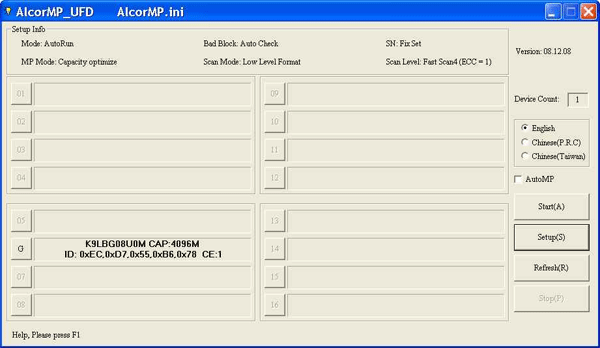 AlcorMP_UFD AlcorMP.ini
Setup Info
Mode: AutoRun Bad Block: Auto Check SN: Fix Set
MP Mode: Capacity optimize Scan Mode: Low Level Format Scan Level: Fast Scan4 (ECC = 1)
Version: 08.12.08
01 09
02 10
03 11
04 12
Device Count: 1
English
Chinese(P.R.C)
Chinese(Taiwan)
AutoMP
Start(A)
Setup(S)
Refresh(R)
Stop(P)
05 13
G K9LBG08U0M CAP:4096M 14
ID: 0xEC,0xD7,0x55,0xB6,0x78 CE:1
07 15
08 16
Help, Please press F1